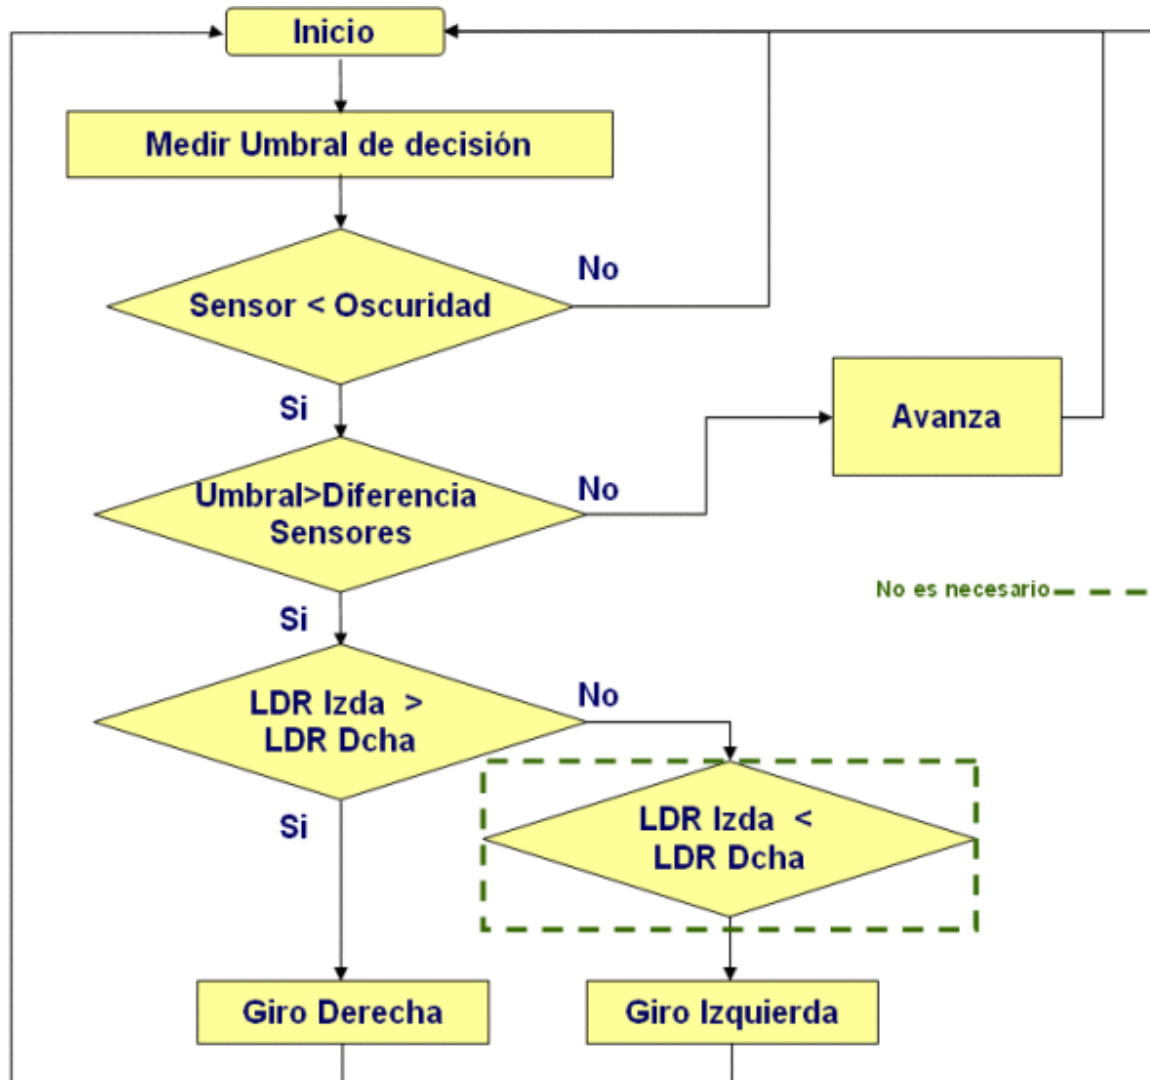 Inicio
Medir Umbral de decisión
No
Sensor < Oscuridad
Si
Avanza
Umbral>Diferencia
Sensores
No
No es necesario
Si
LDR Izda >
LDR Dcha
No
LDR Izda <
LDR Dcha
Si
Giro Derecha
Giro Izquierda